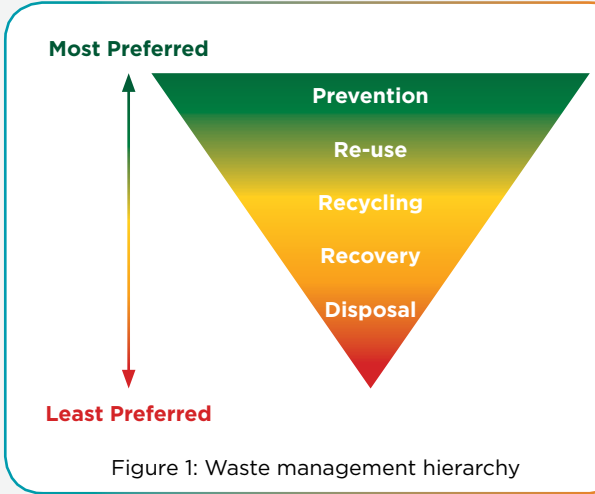 Most Preferred
Prevention
Re-use
Recycling
Recovery
Disposal
Least Preferred
Figure 1: Waste management hierarchy